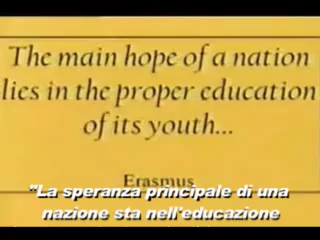 The main hope of a nation
lies in the proper education
of its youth...
Erasmus
"La speranza principale di una
nazione sta nell'educazione